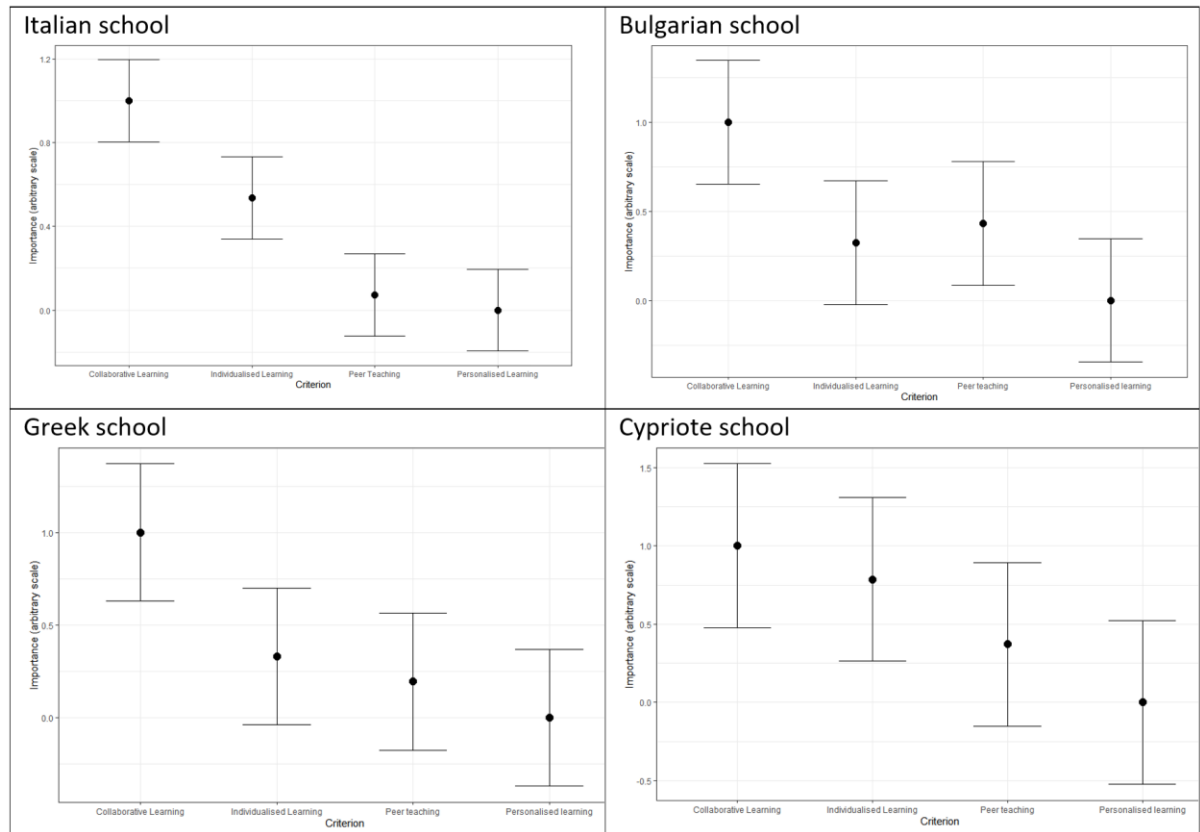 Italian school
Importance (arbitrary scale)
1.2
0.8
0.4
0.0
Collaborative Learning Individualised Learning Peer Teaching Personalised Learning
Criterion
Bulgarian school
Importance (arbitrary scale)
1.0
0.5
0.0
Collaborative Learning Individualised Learning Peer teaching Personalised learning
Criterion
Greek school
Importance (arbitrary scale)
1.0
0.5
0.0
Collaborative Learning Individualised Learning Peer teaching Personalised learning
Criterion
Cypriote school
Importance (arbitrary scale)
1.5
1.0
0.5
0.0
-0.5
Collaborative Learning Individualised Learning Peer teaching Personalised learning
Criterion